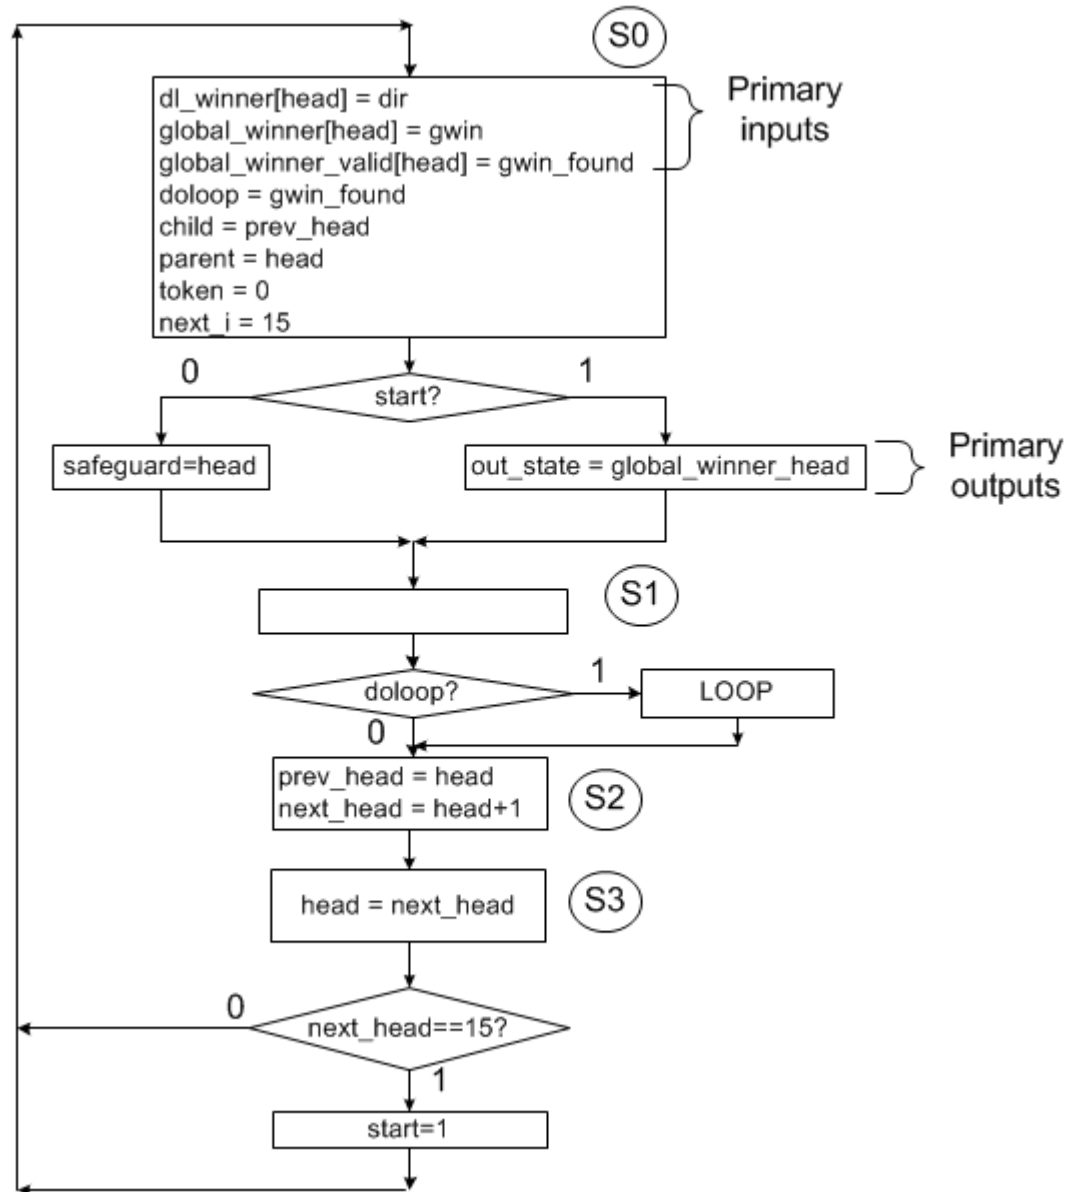 S0
dl_winner[head] = dir
global_winner[head] = gwin
global_winner_valid[head] = gwin_found
doloop = gwin_found
child = prev_head
parent = head
token = 0
next_i = 15
Primary
inputs
0
start?
1
safeguard=head
out_state = global_winner_head
Primary
outputs
S1
doloop?
1
LOOP
0
prev_head = head
next_head = head+1
S2
head = next_head
S3
0
next_head==15?
1
start=1